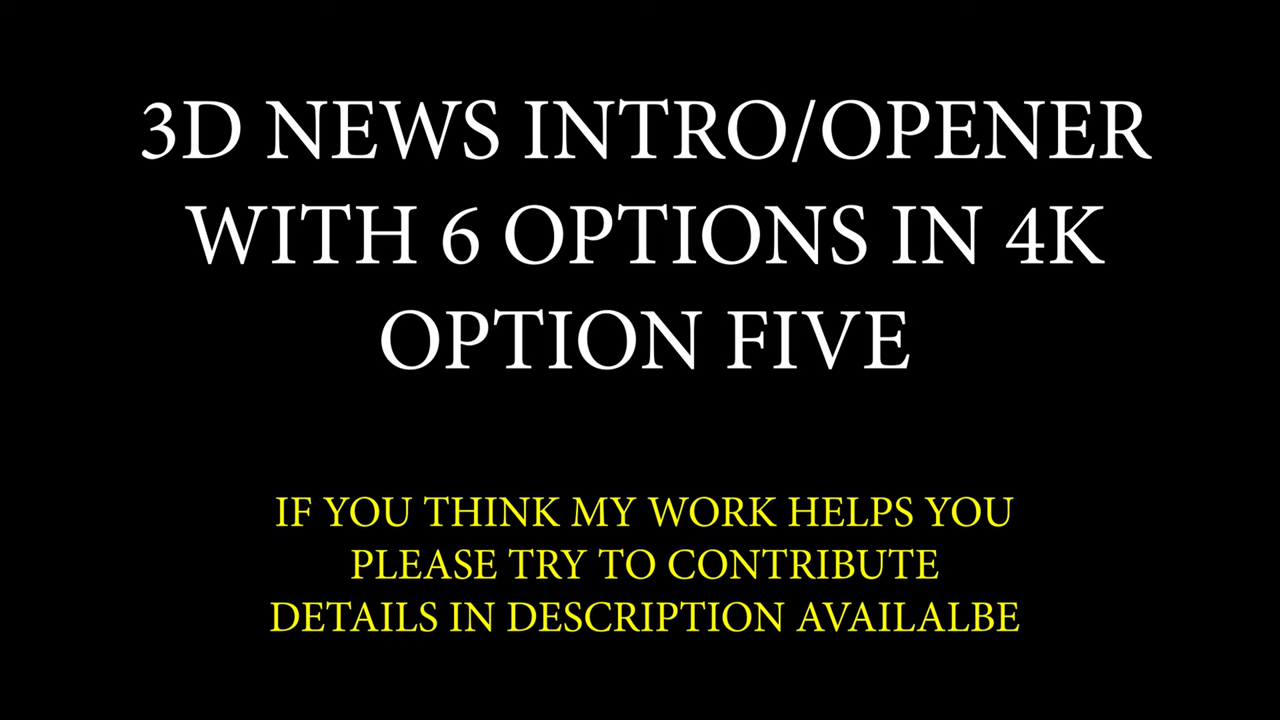 3D NEWS INTRO/OPENER
WITH 6 OPTIONS IN 4K
OPTION FIVE
IF YOU THINK MY WORK HELPS YOU
PLEASE TRY TO CONTRIBUTE
DETAILS IN DESCRIPTION AVAILALBE